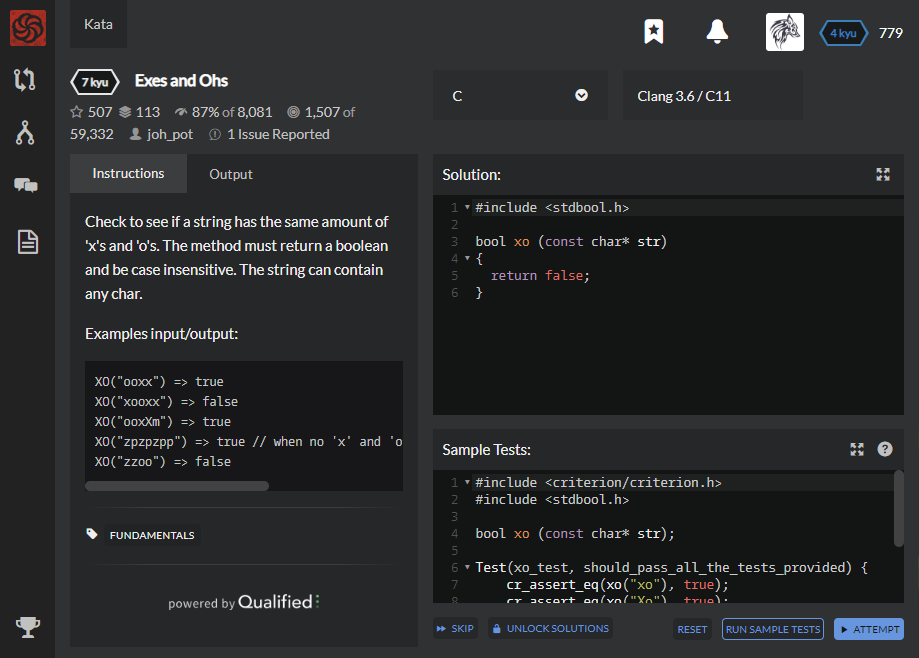 Kata
4 kyu 779
7 kyu Exes and Ohs
507 113 87% of 8,081 1,507 of
59,332 joh_pot 1 Issue Reported
C
Clang 3.6 / C11
Instructions Output
Check to see if a string has the same amount of
'x's and 'o's. The method must return a boolean
and be case insensitive. The string can contain
any char.
Examples input/output:
XO("ooxx") => true
XO("xooxx") => false
XO("ooxXm") => true
XO("zpzpzpp") => true // when no 'x' and 'o
XO("zzoo") => false
FUNDAMENTALS
powered by Qualified
Solution:
1 #include <stdbool.h>
2
3 bool xo (const char* str)
4 {
5 return false;
6 }
Sample Tests:
?
1 #include <criterion/criterion.h>
2 #include <stdbool.h>
3
4 bool xo (const char* str);
5
6 Test(xo_test, should_pass_all_the_tests_provided) {
7 cr_assert_eq(xo("xo"), true);
8 cr_assert_eq(xo("Xo"), true);
SKIP UNLOCK SOLUTIONS RESET RUN SAMPLE TESTS ATTEMPT